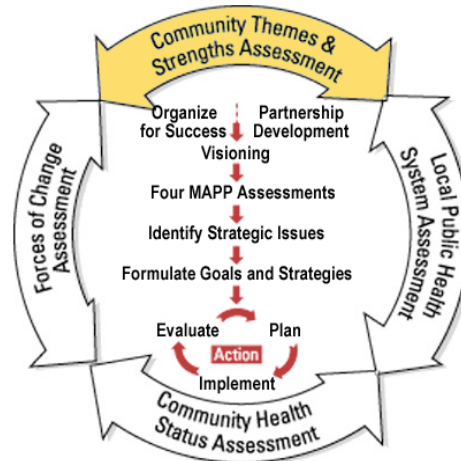 Community Themes &
Strengths Assessment
Organize
for Success
Partnership
Development
Visioning
Four MAPP Assessments
Identify Strategic Issues
Formulate Goals and Strategies
Evaluate
Plan
Action
Implement
Forces of Change
Assessment
Local Public Health
System Assessment
Community Health
Status Assessment